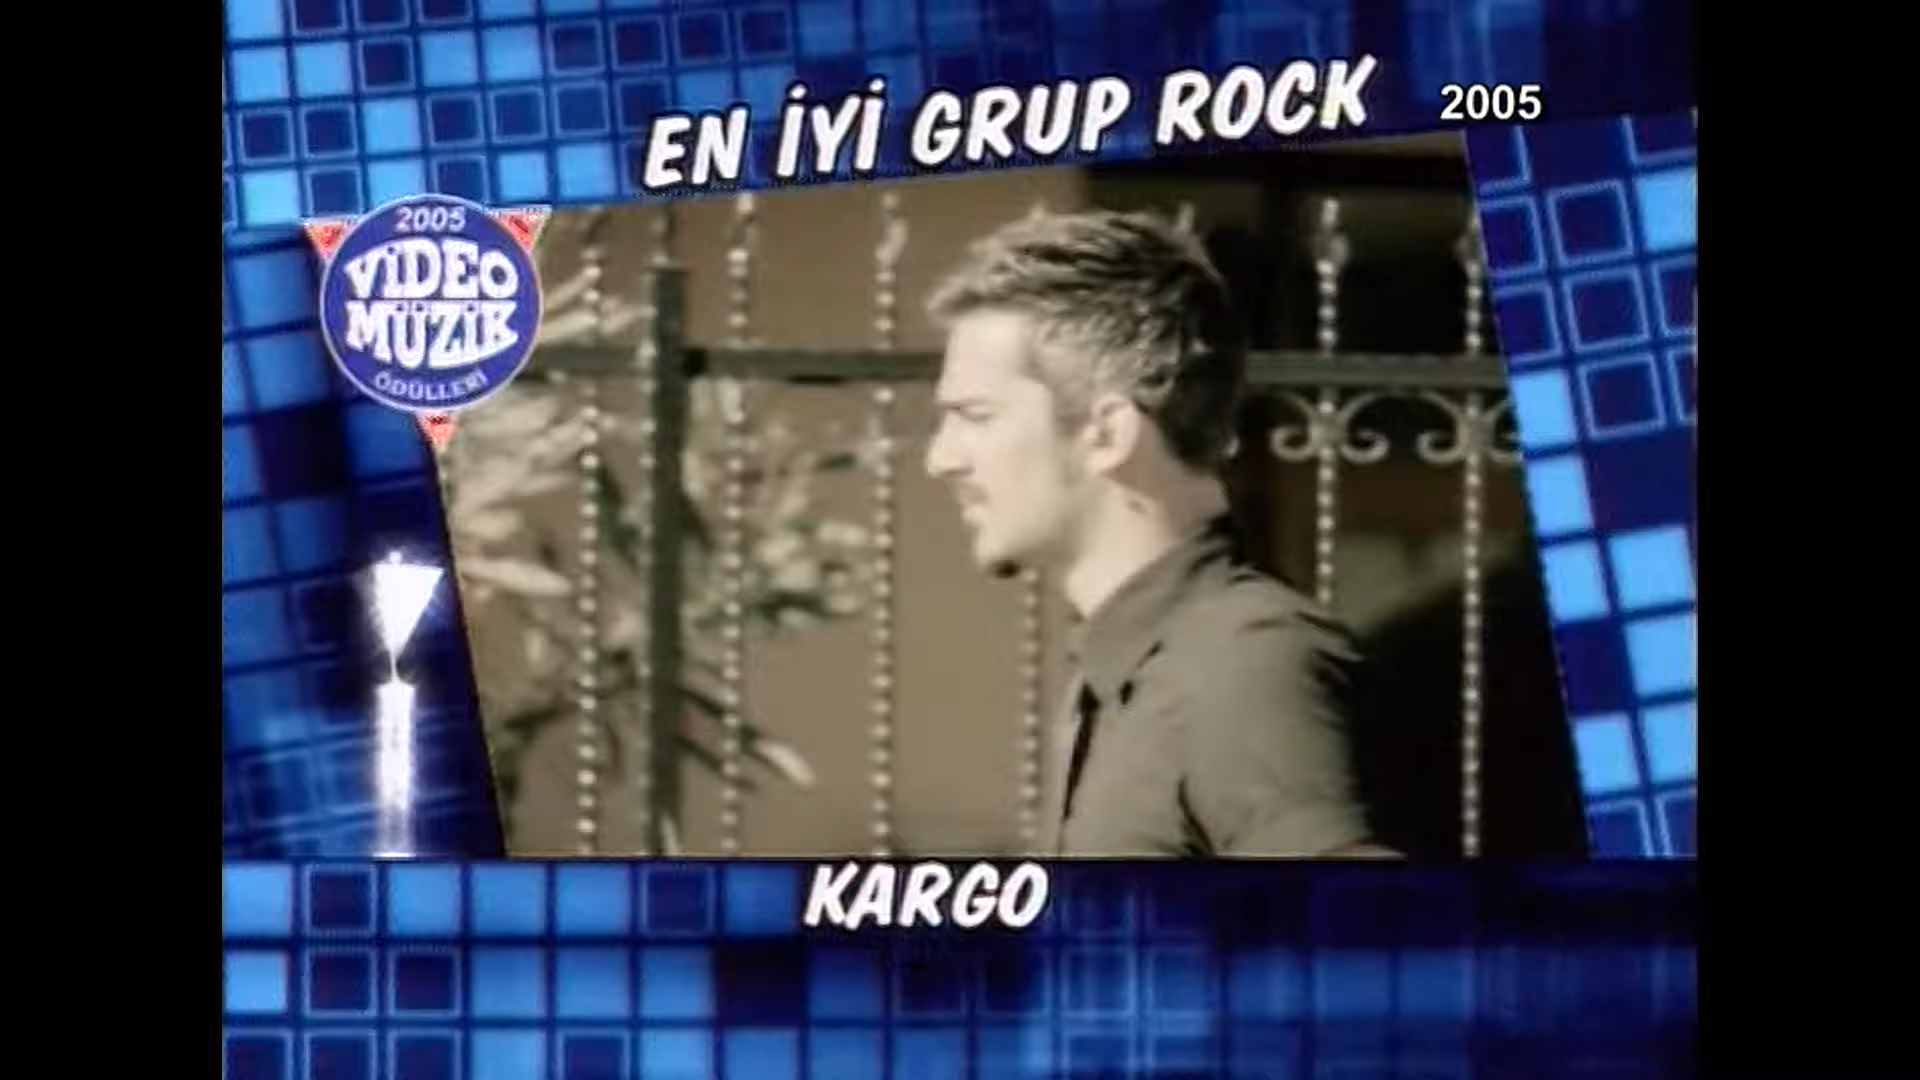 EN İYİ GRUP ROCK
2005
2005
VİDEO
MÜZİK
ÖDÜLLERİ
KARGO